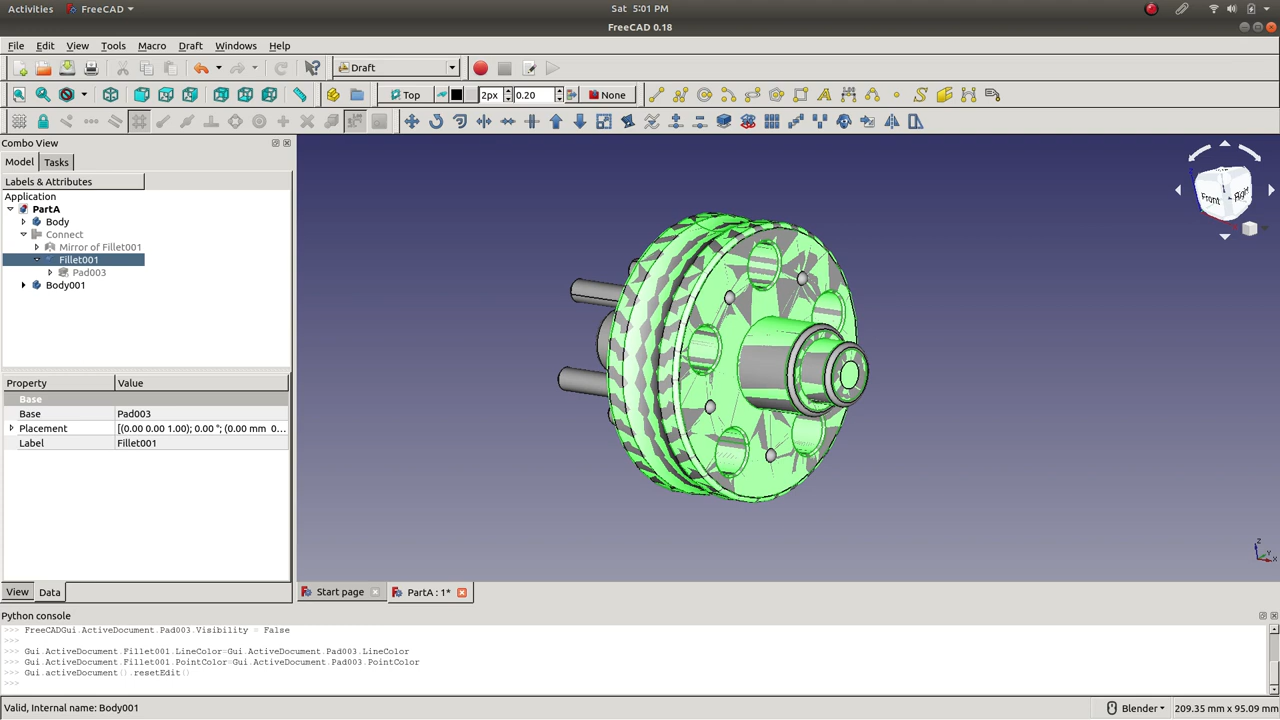 Activities FreeCAD Sat 5:01 PM
FreeCAD 0.18
File Edit View Tools Macro Draft Windows Help
Draft
Top 2px 0.20 None
Combo View
Model Tasks
Labels & Attributes
Application
PartA
Body
Connect
Mirror of Fillet001
Fillet001
Pad003
Body001
Property Value
Base
Base Pad003
Placement [(0.00 0.00 1.00); 0.00 °; (0.00 mm 0...
Label Fillet001
View Data
Front Right
Z
Y
X
Start page PartA : 1*
Python console
>>> FreeCADGui.ActiveDocument.Pad003.Visibility = False
>>>
>>> Gui.ActiveDocument.Fillet001.LineColor=Gui.ActiveDocument.Pad003.LineColor
>>> Gui.ActiveDocument.Fillet001.PointColor=Gui.ActiveDocument.Pad003.PointColor
>>> Gui.activeDocument().resetEdit()
>>>
Valid, Internal name: Body001 Blender 209.35 mm x 95.09 mm